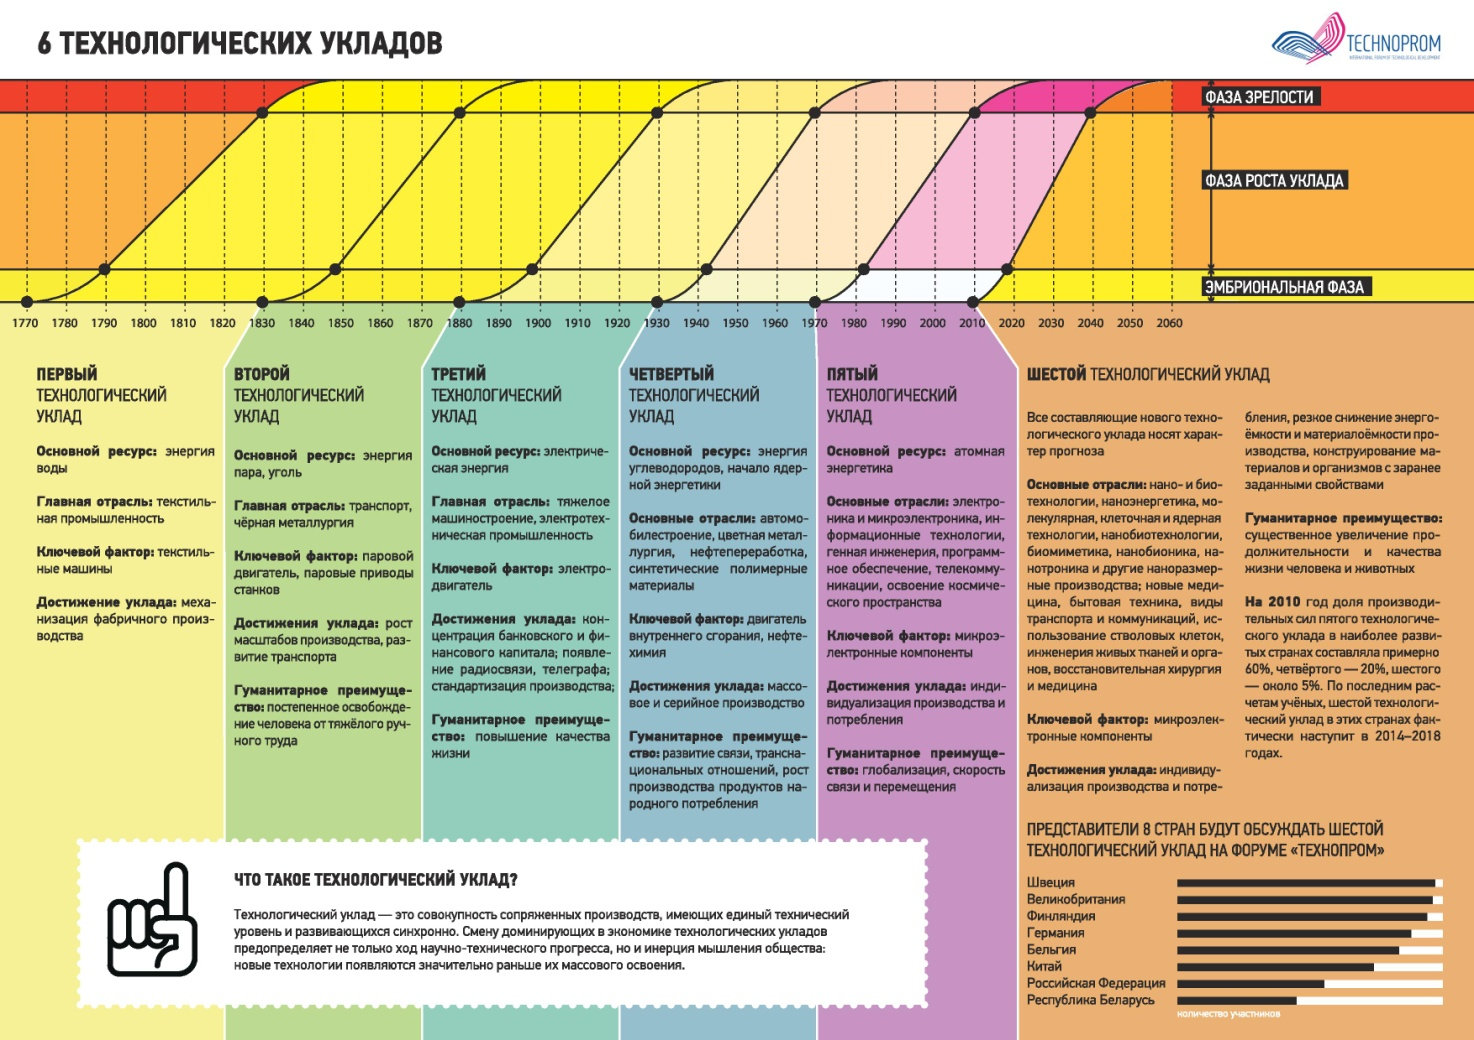 6 ТЕХНОЛОГИЧЕСКИХ УКЛАДОВ
TECHNOPROM
INTERNATIONAL FORUM OF TECHNOLOGICAL DEVELOPMENT
ФАЗА ЗРЕЛОСТИ
ФАЗА РОСТА УКЛАДА
ЭМБРИОНАЛЬНАЯ ФАЗА
1770 1780 1790 1800 1810 1820 1830 1840 1850 1860 1870 1880 1890 1900 1910 1920 1930 1940 1950 1960 1970 1980 1990 2000 2010 2020 2030 2040 2050 2060
ПЕРВЫЙ
ТЕХНОЛОГИЧЕСКИЙ
УКЛАД
Основной ресурс: энергия
воды
Главная отрасль: текстиль-
ная промышленность
Ключевой фактор: текстиль-
ные машины
Достижение уклада: меха-
низация фабричного произ-
водства
ВТОРОЙ
ТЕХНОЛОГИЧЕСКИЙ
УКЛАД
Основной ресурс: энергия
пара, уголь
Главная отрасль: транспорт,
чёрная металлургия
Ключевой фактор: паровой
двигатель, паровые приводы
станков
Достижения уклада: рост
масштабов производства, раз-
витие транспорта
Гуманитарное преимуще-
ство: постепенное освобожде-
ние человека от тяжёлого руч-
ного труда
ТРЕТИЙ
ТЕХНОЛОГИЧЕСКИЙ
УКЛАД
Основной ресурс: электриче-
ская энергия
Главная отрасль: тяжелое
машиностроение, электротех-
ническая промышленность
Ключевой фактор: электро-
двигатель
Достижения уклада: кон-
центрация банковского и фи-
нансового капитала; появле-
ние радиосвязи, телеграфа;
стандартизация производства;
Гуманитарное преимуще-
ство: повышение качества
жизни
ЧЕТВЕРТЫЙ
ТЕХНОЛОГИЧЕСКИЙ
УКЛАД
Основной ресурс: энергия
углеводородов, начало ядер-
ной энергетики
Основные отрасли: автомо-
билестроение, цветная метал-
лургия, нефтепереработка,
синтетические полимерные
материалы
Ключевой фактор: двигатель
внутреннего сгорания, нефте-
химия
Достижения уклада: массо-
вое и серийное производство
Гуманитарное преимуще-
ство: развитие связи, трансна-
циональных отношений, рост
производства продуктов на-
родного потребления
ПЯТЫЙ
ТЕХНОЛОГИЧЕСКИЙ
УКЛАД
Основной ресурс: атомная
энергетика
Основные отрасли: электро-
ника и микроэлектроника, ин-
формационные технологии,
генная инженерия, программ-
ное обеспечение, телекомму-
никации, освоение космиче-
ского пространства
Ключевой фактор: микроэ-
лектронные компоненты
Достижения уклада: инди-
видуализация производства и
потребления
Гуманитарное преимуще-
ство: глобализация, скорость
связи и перемещения
ШЕСТОЙ ТЕХНОЛОГИЧЕСКИЙ УКЛАД
Все составляющие нового техно-
логического уклада носят харак-
тер прогноза
Основные отрасли: нано- и био-
технологии, наноэнергетика, мо-
лекулярная, клеточная и ядерная
технологии, нанобиотехнологии,
биомиметика, нанобионика, на-
нотроника и другие наноразмер-
ные производства; новые меди-
цина, бытовая техника, виды
транспорта и коммуникаций, ис-
пользование стволовых клеток,
инженерия живых тканей и орга-
нов, восстановительная хирургия
и медицина
Ключевой фактор: микроэлек-
тронные компоненты
Достижения уклада: индивиду-
ализация производства и потре-
бления, резкое снижение энерго-
ёмкости и материалоёмкости про-
изводства, конструирование ма-
териалов и организмов с заранее
заданными свойствами
Гуманитарное преимущество:
существенное увеличение про-
должительности и качества
жизни человека и животных
На 2010 год доля производи-
тельных сил пятого технологиче-
ского уклада в наиболее разви-
тых странах составляла примерно
60%, четвёртого — 20%, шестого
— около 5%. По последним рас-
четам учёных, шестой технологи-
ческий уклад в этих странах фак-
тически наступит в 2014–2018
годах.
ПРЕДСТАВИТЕЛИ 8 СТРАН БУДУТ ОБСУЖДАТЬ ШЕСТОЙ
ТЕХНОЛОГИЧЕСКИЙ УКЛАД НА ФОРУМЕ «ТЕХНОПРОМ»
Швеция
Великобритания
Финляндия
Германия
Бельгия
Китай
Российская Федерация
Республика Беларусь
количество участников
ЧТО ТАКОЕ ТЕХНОЛОГИЧЕСКИЙ УКЛАД?
Технологический уклад — это совокупность сопряженных производств, имеющих единый технический
уровень и развивающихся синхронно. Смену доминирующих в экономике технологических укладов
предопределяет не только ход научно-технического прогресса, но и инерция мышления общества:
новые технологии появляются значительно раньше их массового освоения.